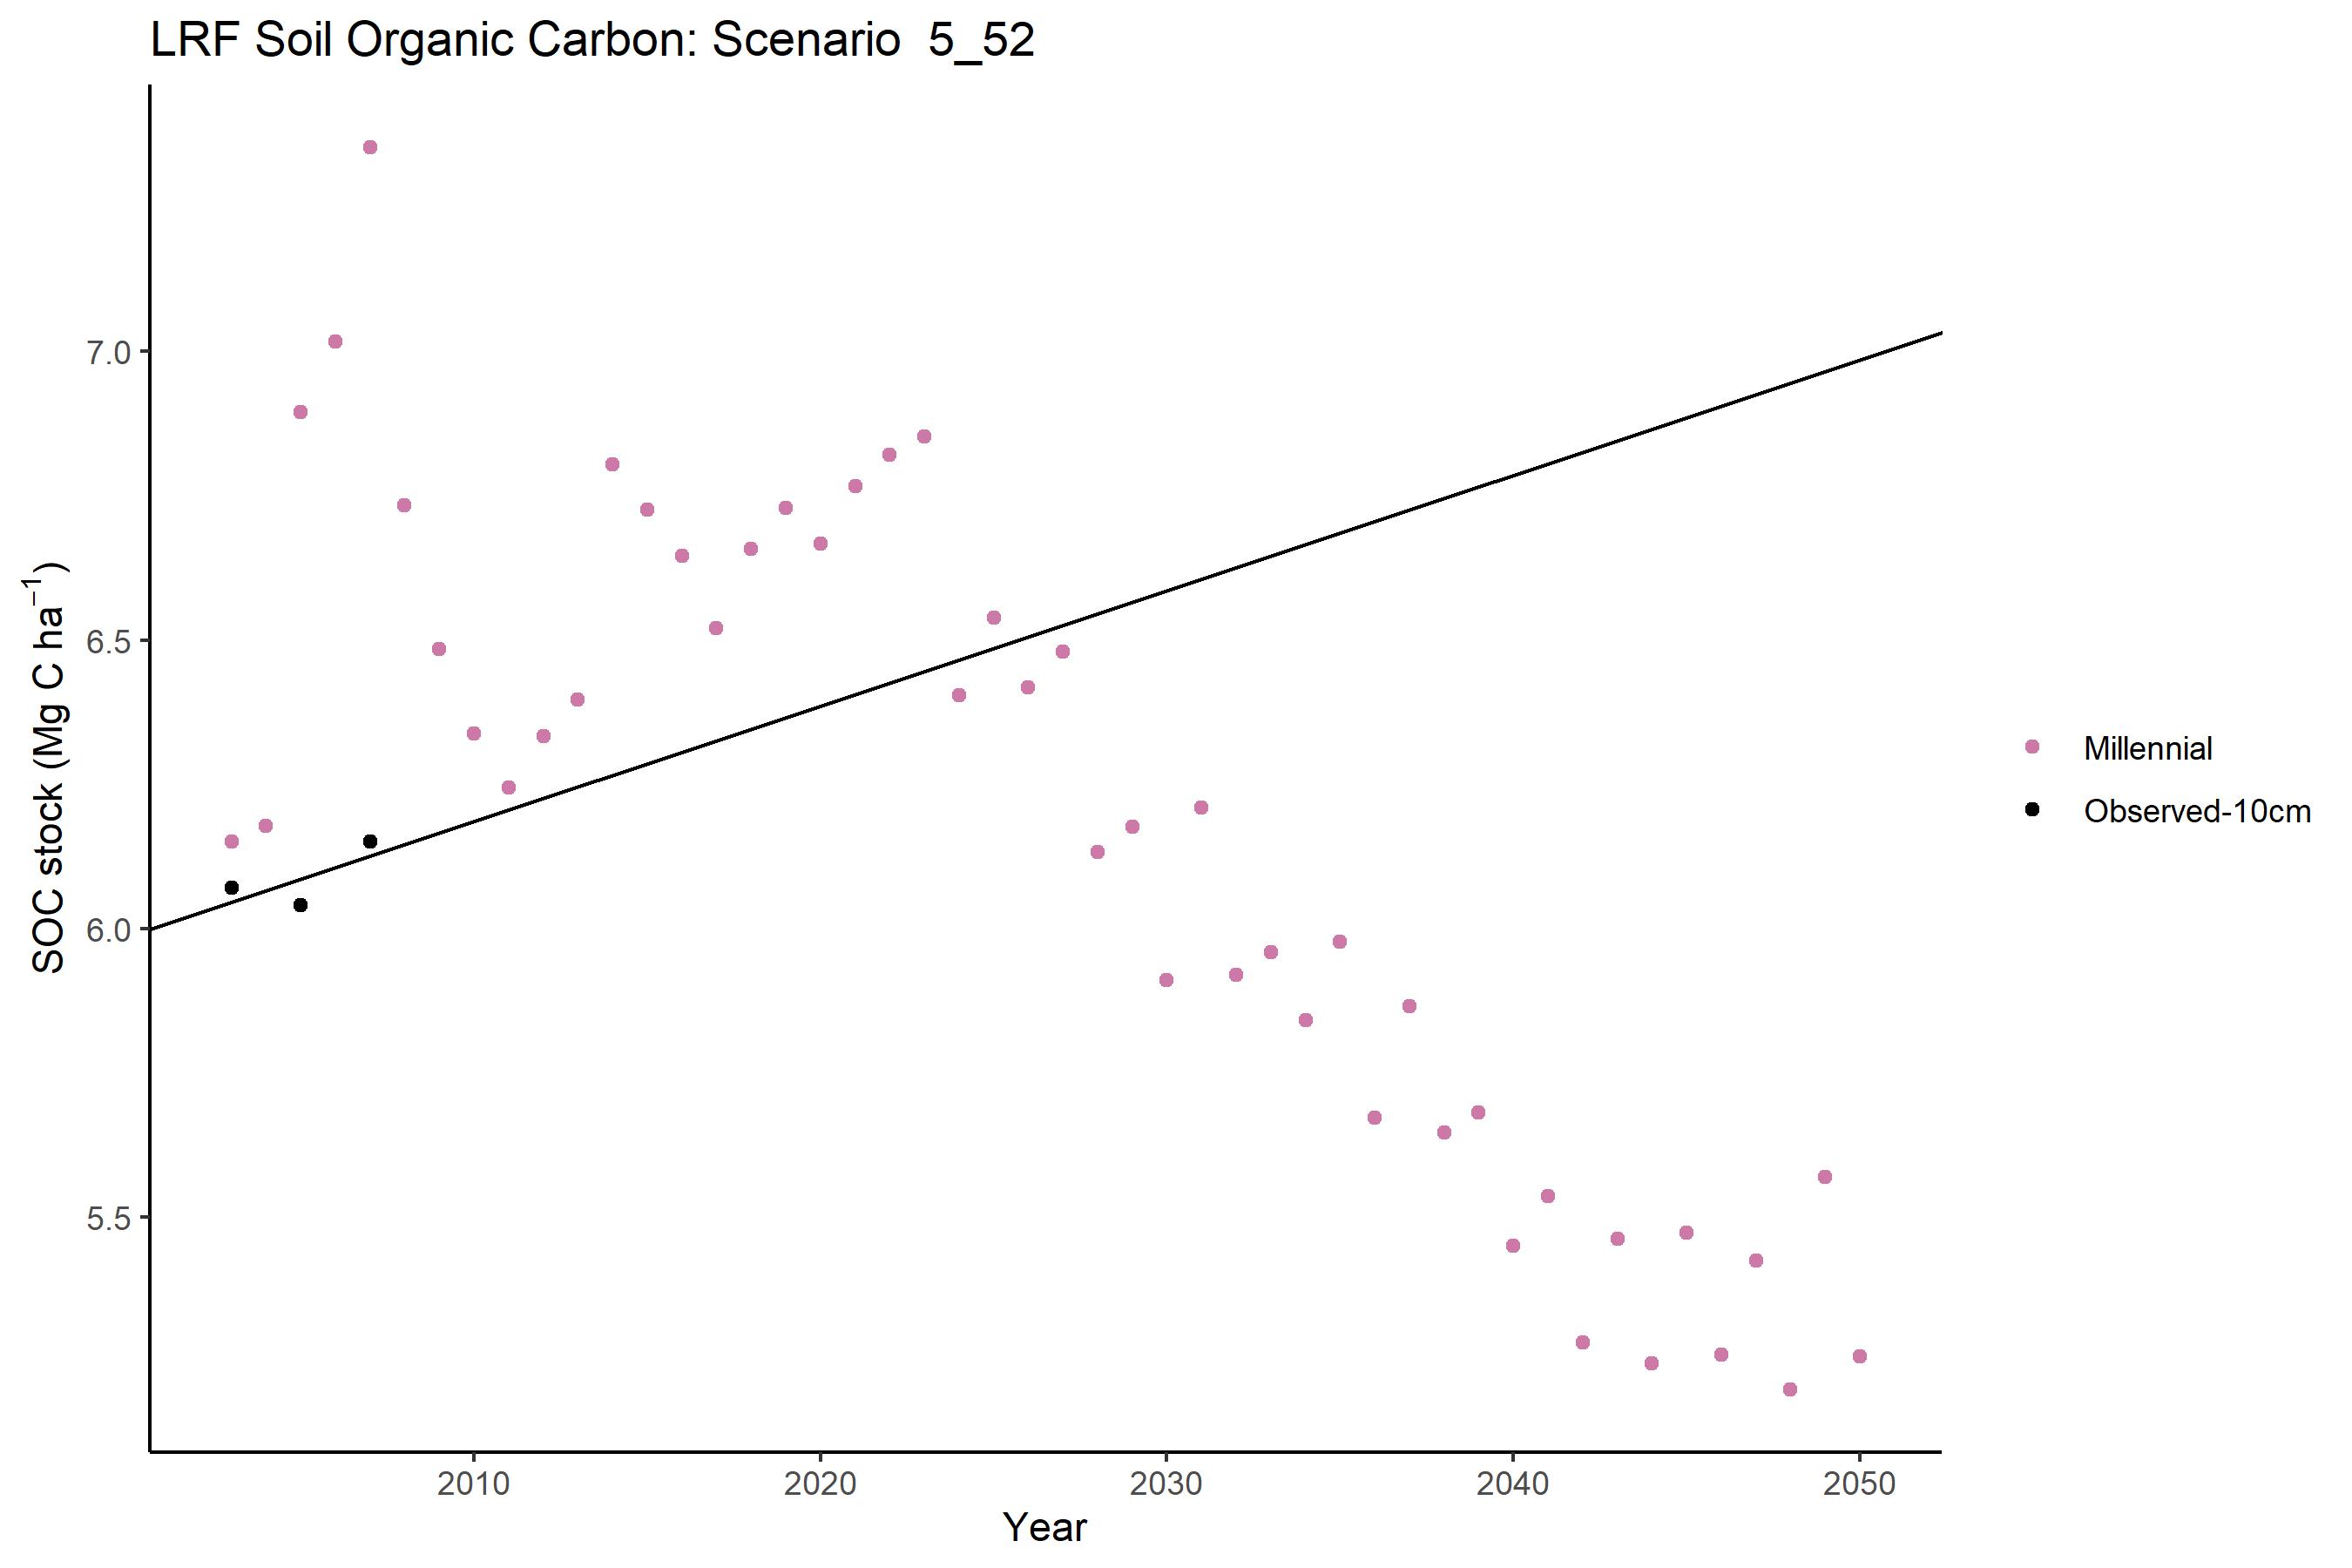 LRF Soil Organic Carbon: Scenario  5_52
SOC stock (Mg C ha⁻¹)
7.0
6.5
6.0
5.5
2010
2020
2030
2040
2050
Year
Millennial
Observed-10cm